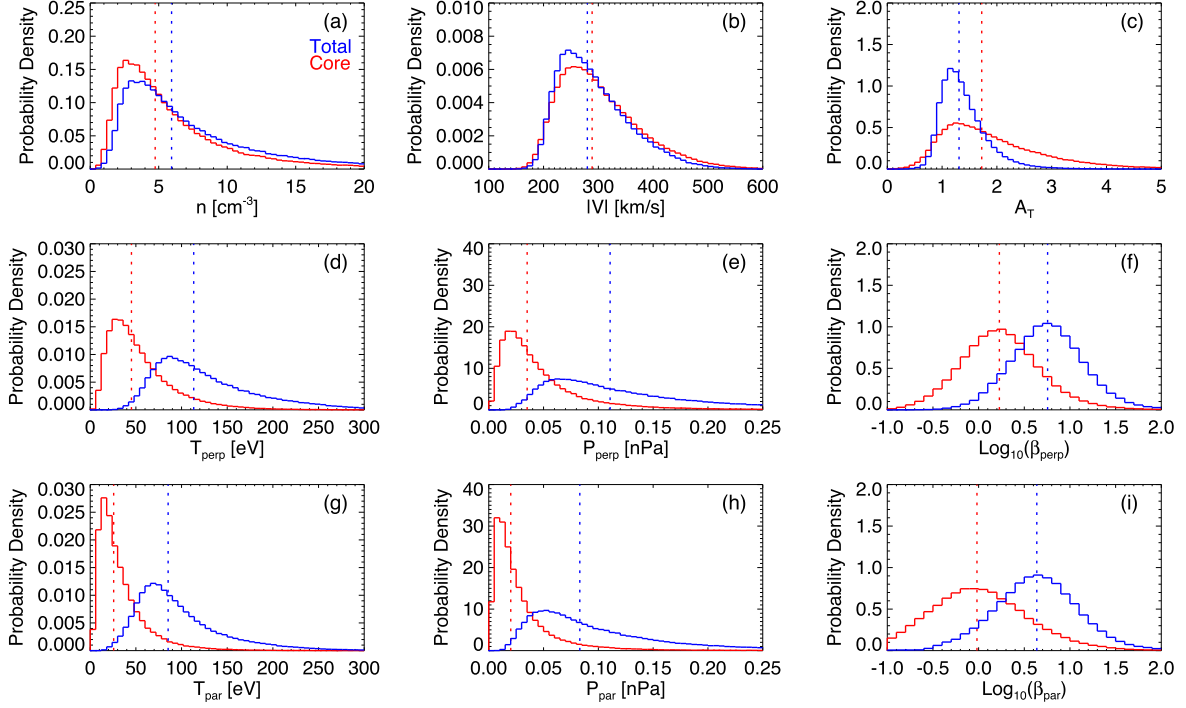 (a)
Total
Core
Probability Density
0.25
0.20
0.15
0.10
0.05
0.00
0 5 10 15 20
n [cm⁻³]
(b)
Probability Density
0.010
0.008
0.006
0.004
0.002
0.000
100 200 300 400 500 600
|V| [km/s]
(c)
Probability Density
2.0
1.5
1.0
0.5
0.0
0 1 2 3 4 5
A_T
(d)
Probability Density
0.030
0.025
0.020
0.015
0.010
0.005
0.000
0 50 100 150 200 250 300
T_perp [eV]
(e)
Probability Density
40
30
20
10
0
0.00 0.05 0.10 0.15 0.20 0.25
P_perp [nPa]
(f)
Probability Density
2.0
1.5
1.0
0.5
0.0
-1.0 -0.5 0.0 0.5 1.0 1.5 2.0
Log₁₀(β_perp)
(g)
Probability Density
0.030
0.025
0.020
0.015
0.010
0.005
0.000
0 50 100 150 200 250 300
T_par [eV]
(h)
Probability Density
40
30
20
10
0
0.00 0.05 0.10 0.15 0.20 0.25
P_par [nPa]
(i)
Probability Density
2.0
1.5
1.0
0.5
0.0
-1.0 -0.5 0.0 0.5 1.0 1.5 2.0
Log₁₀(β_par)